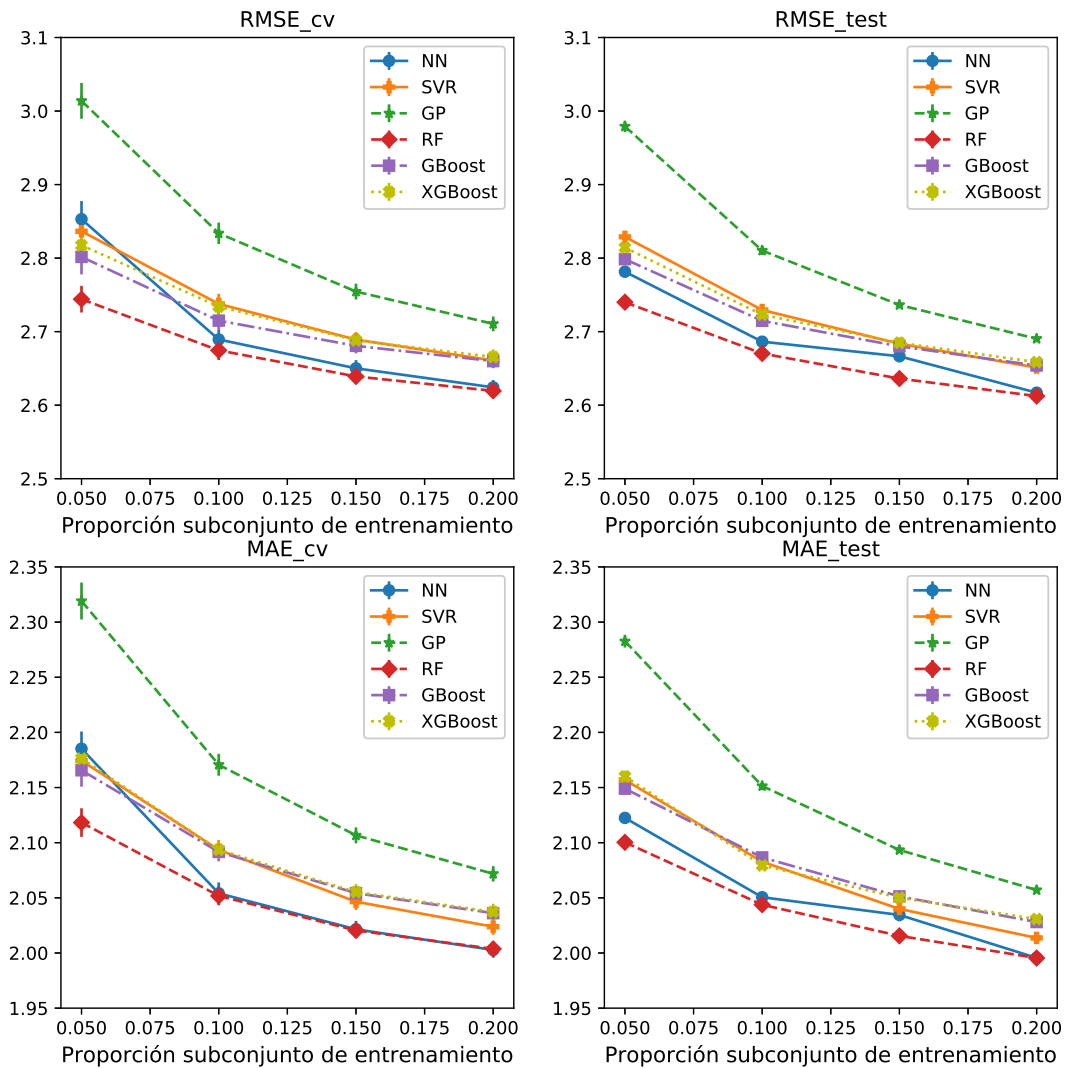 RMSE_cv
3.1
3.0
2.9
2.8
2.7
2.6
2.5
NN
SVR
GP
RF
GBoost
XGBoost
0.050 0.075 0.100 0.125 0.150 0.175 0.200
Proporción subconjunto de entrenamiento
RMSE_test
3.1
3.0
2.9
2.8
2.7
2.6
2.5
NN
SVR
GP
RF
GBoost
XGBoost
0.050 0.075 0.100 0.125 0.150 0.175 0.200
Proporción subconjunto de entrenamiento
MAE_cv
2.35
2.30
2.25
2.20
2.15
2.10
2.05
2.00
1.95
NN
SVR
GP
RF
GBoost
XGBoost
0.050 0.075 0.100 0.125 0.150 0.175 0.200
Proporción subconjunto de entrenamiento
MAE_test
2.35
2.30
2.25
2.20
2.15
2.10
2.05
2.00
1.95
NN
SVR
GP
RF
GBoost
XGBoost
0.050 0.075 0.100 0.125 0.150 0.175 0.200
Proporción subconjunto de entrenamiento